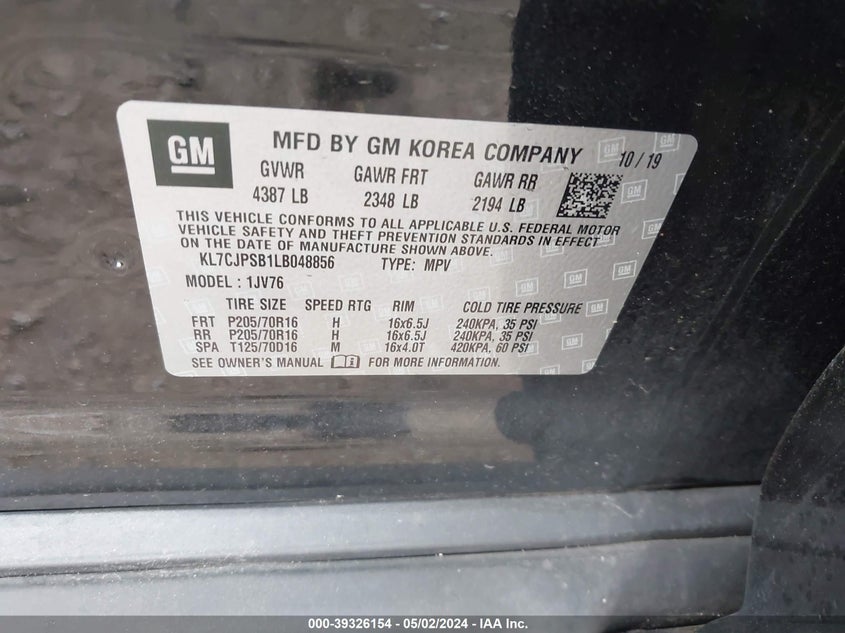 GM MFD BY GM KOREA COMPANY 10/19
GVWR GAWR FRT GAWR RR
4387 LB 2348 LB 2194 LB
THIS VEHICLE CONFORMS TO ALL APPLICABLE U.S. FEDERAL MOTOR
VEHICLE SAFETY AND THEFT PREVENTION STANDARDS IN EFFECT
ON THE DATE OF MANUFACTURE SHOWN ABOVE.
KL7CJPSB1LB048856 TYPE: MPV
MODEL: 1JV76
TIRE SIZE SPEED RTG RIM COLD TIRE PRESSURE
FRT P205/70R16 H 16x6.5J 240KPA, 35 PSI
RR P205/70R16 H 16x6.5J 240KPA, 35 PSI
SPA T125/70D16 M 16x4.0T 420KPA, 60 PSI
SEE OWNER'S MANUAL FOR MORE INFORMATION.
000-39326154 - 05/02/2024 - IAA Inc.